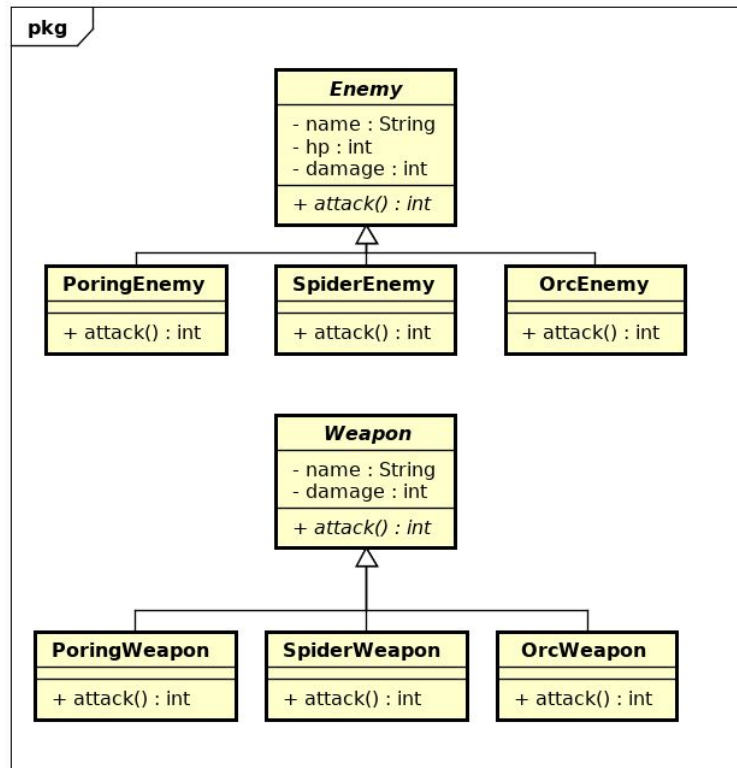 pkg
Enemy
- name : String
- hp : int
- damage : int
+ attack() : int
PoringEnemy
+ attack() : int
SpiderEnemy
+ attack() : int
OrcEnemy
+ attack() : int
Weapon
- name : String
- damage : int
+ attack() : int
PoringWeapon
+ attack() : int
SpiderWeapon
+ attack() : int
OrcWeapon
+ attack() : int